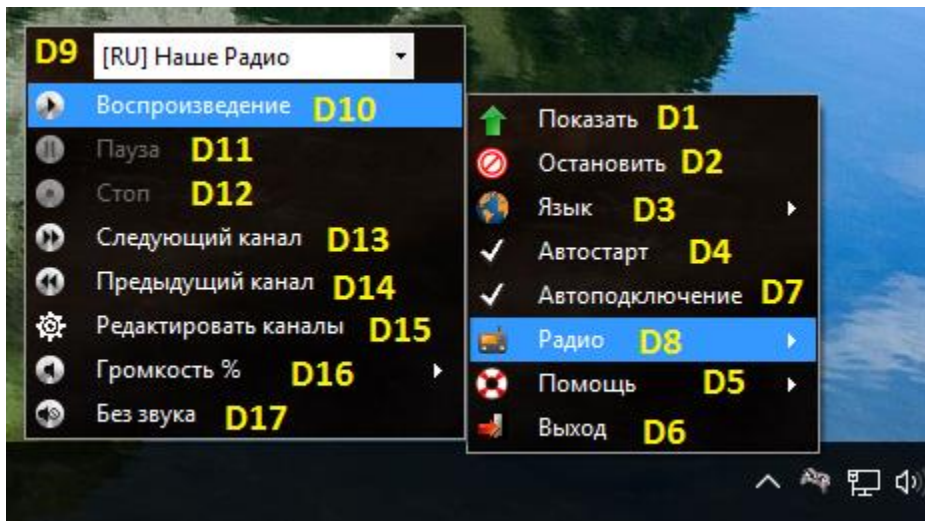 D9 [RU] Наше Радио
Воспроизведение D10
Пауза D11
Стоп D12
Следующий канал D13
Предыдущий канал D14
Редактировать каналы D15
Громкость % D16
Без звука D17
Показать D1
Остановить D2
Язык D3
Автостарт D4
Автоподключение D7
Радио D8
Помощь D5
Выход D6